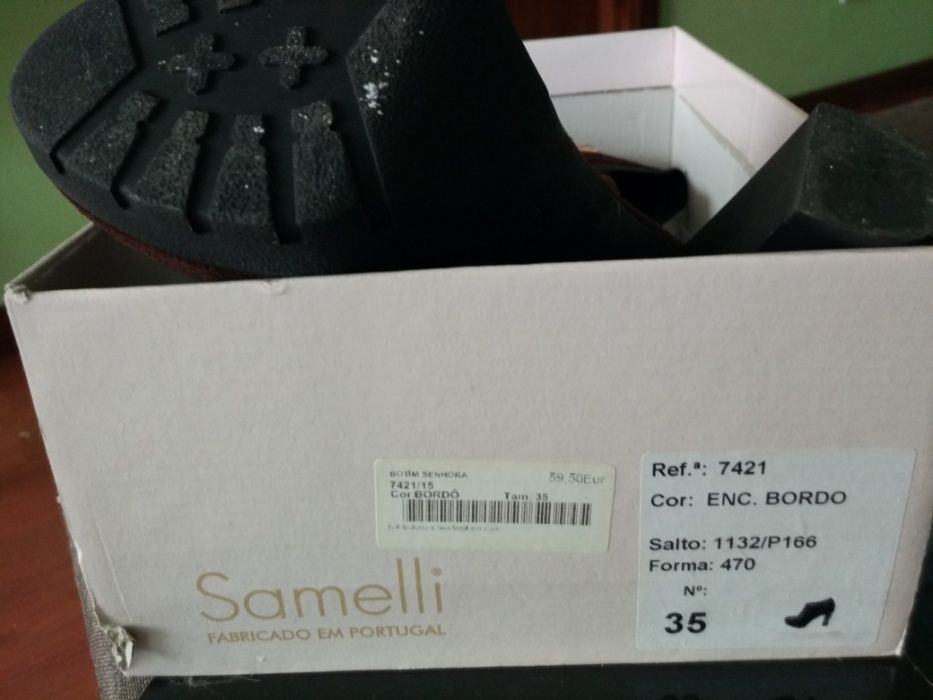 BOTIM SENHORA 59,50Eur
7421/15
Cor BORDÔ Tam: 35
Samelli®
FABRICADO EM PORTUGAL
Ref.ª: 7421
Cor: ENC. BORDO
Salto: 1132/P166
Forma: 470
Nº:
35